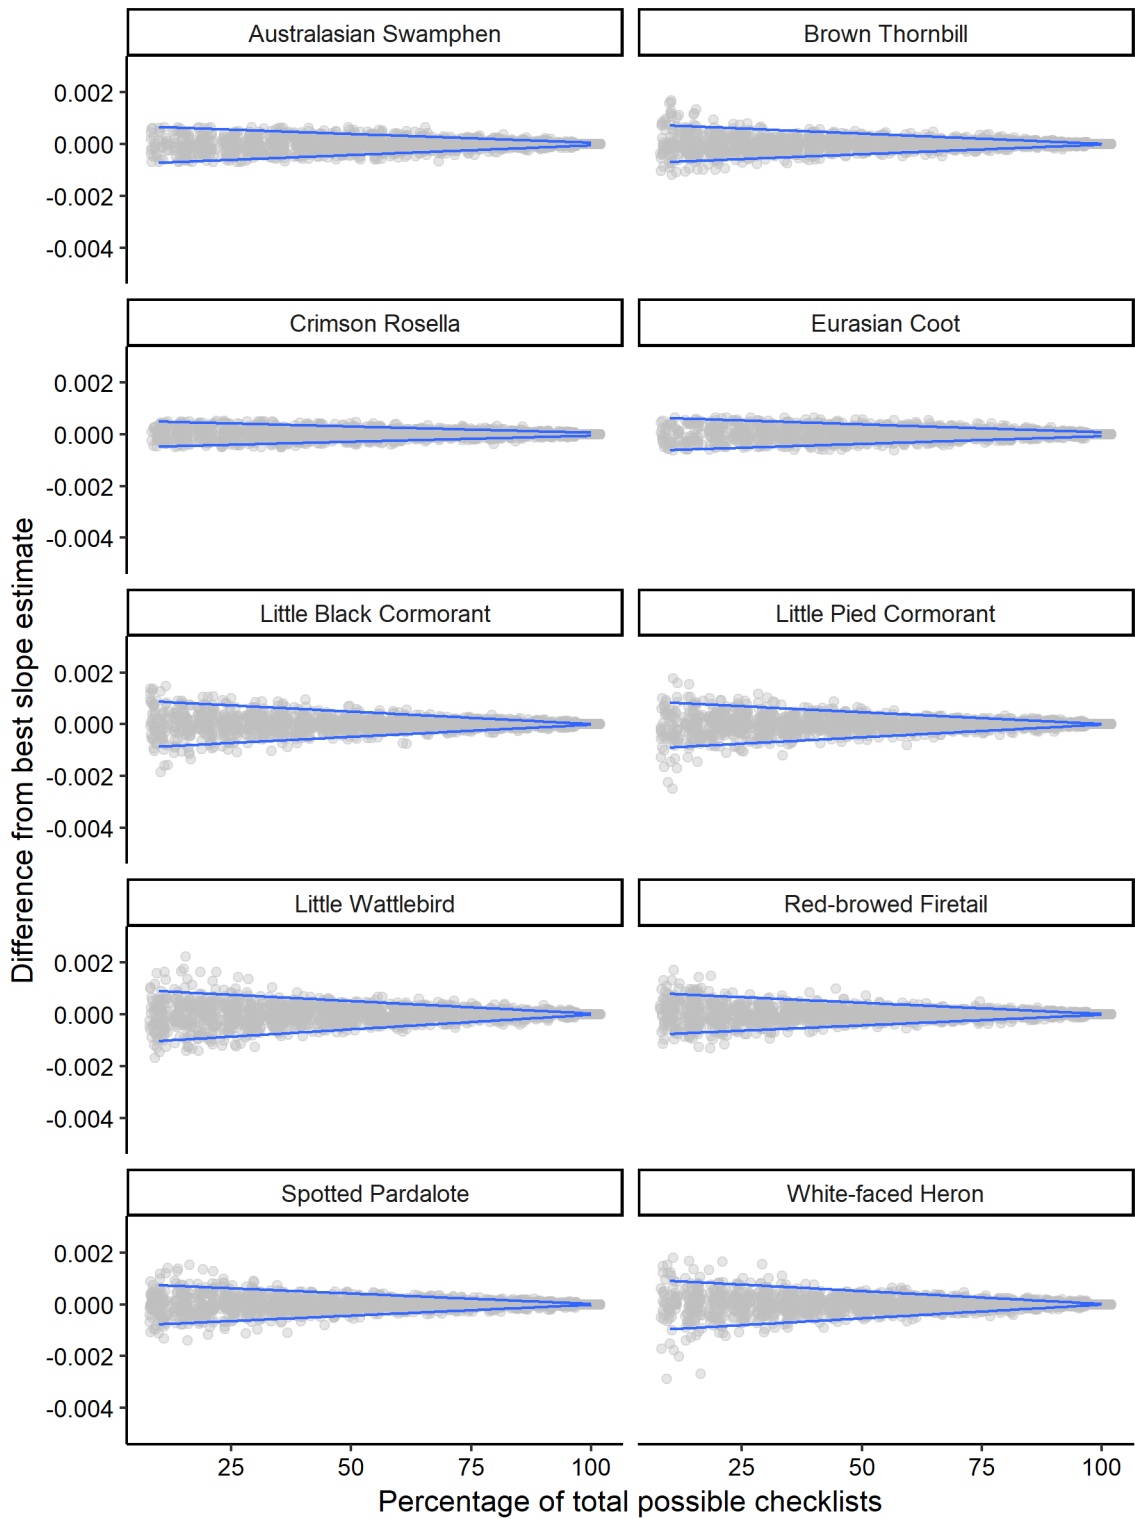 Australasian Swamphen
Brown Thornbill
0.002
0.000
-0.002
-0.004
Crimson Rosella
Eurasian Coot
0.002
0.000
-0.002
-0.004
Little Black Cormorant
Little Pied Cormorant
0.002
0.000
-0.002
-0.004
Little Wattlebird
Red-browed Firetail
0.002
0.000
-0.002
-0.004
Spotted Pardalote
White-faced Heron
0.002
0.000
-0.002
-0.004
25 50 75 100
25 50 75 100
Percentage of total possible checklists
Difference from best slope estimate